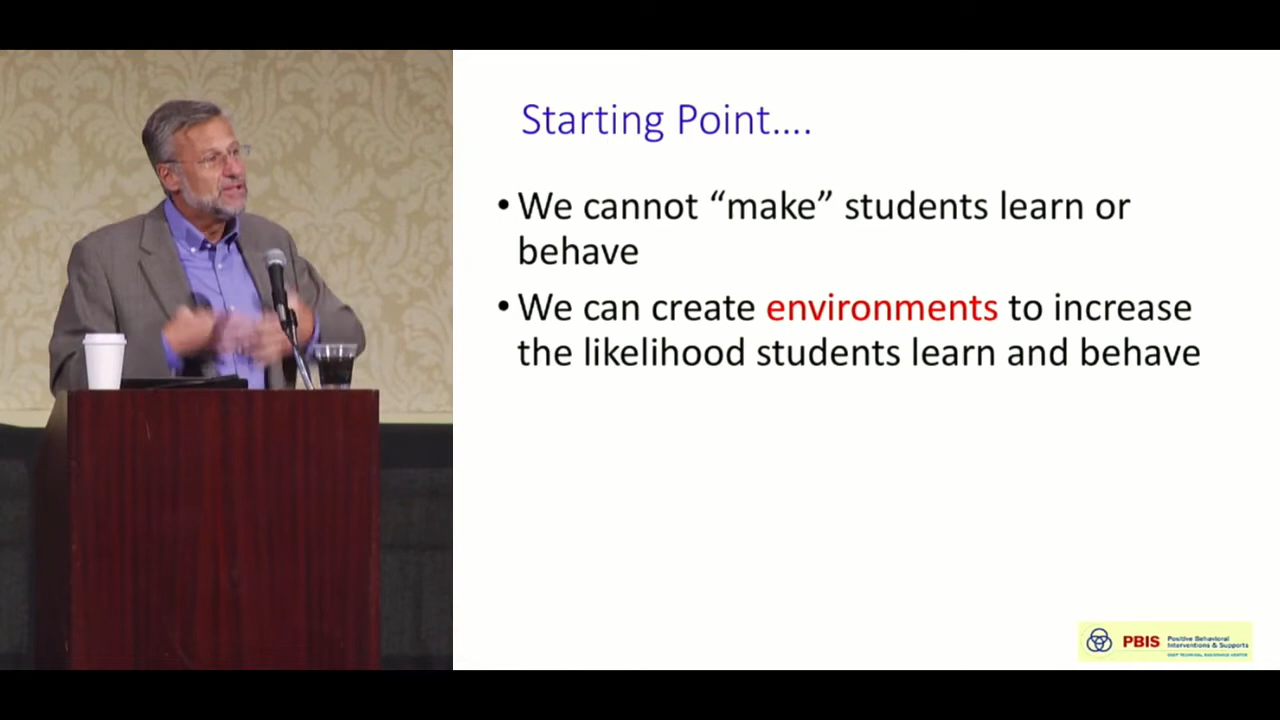 Starting Point....
•We cannot “make” students learn or
behave
•We can create environments to increase
the likelihood students learn and behave
PBIS
Positive Behavioral
Interventions & Supports